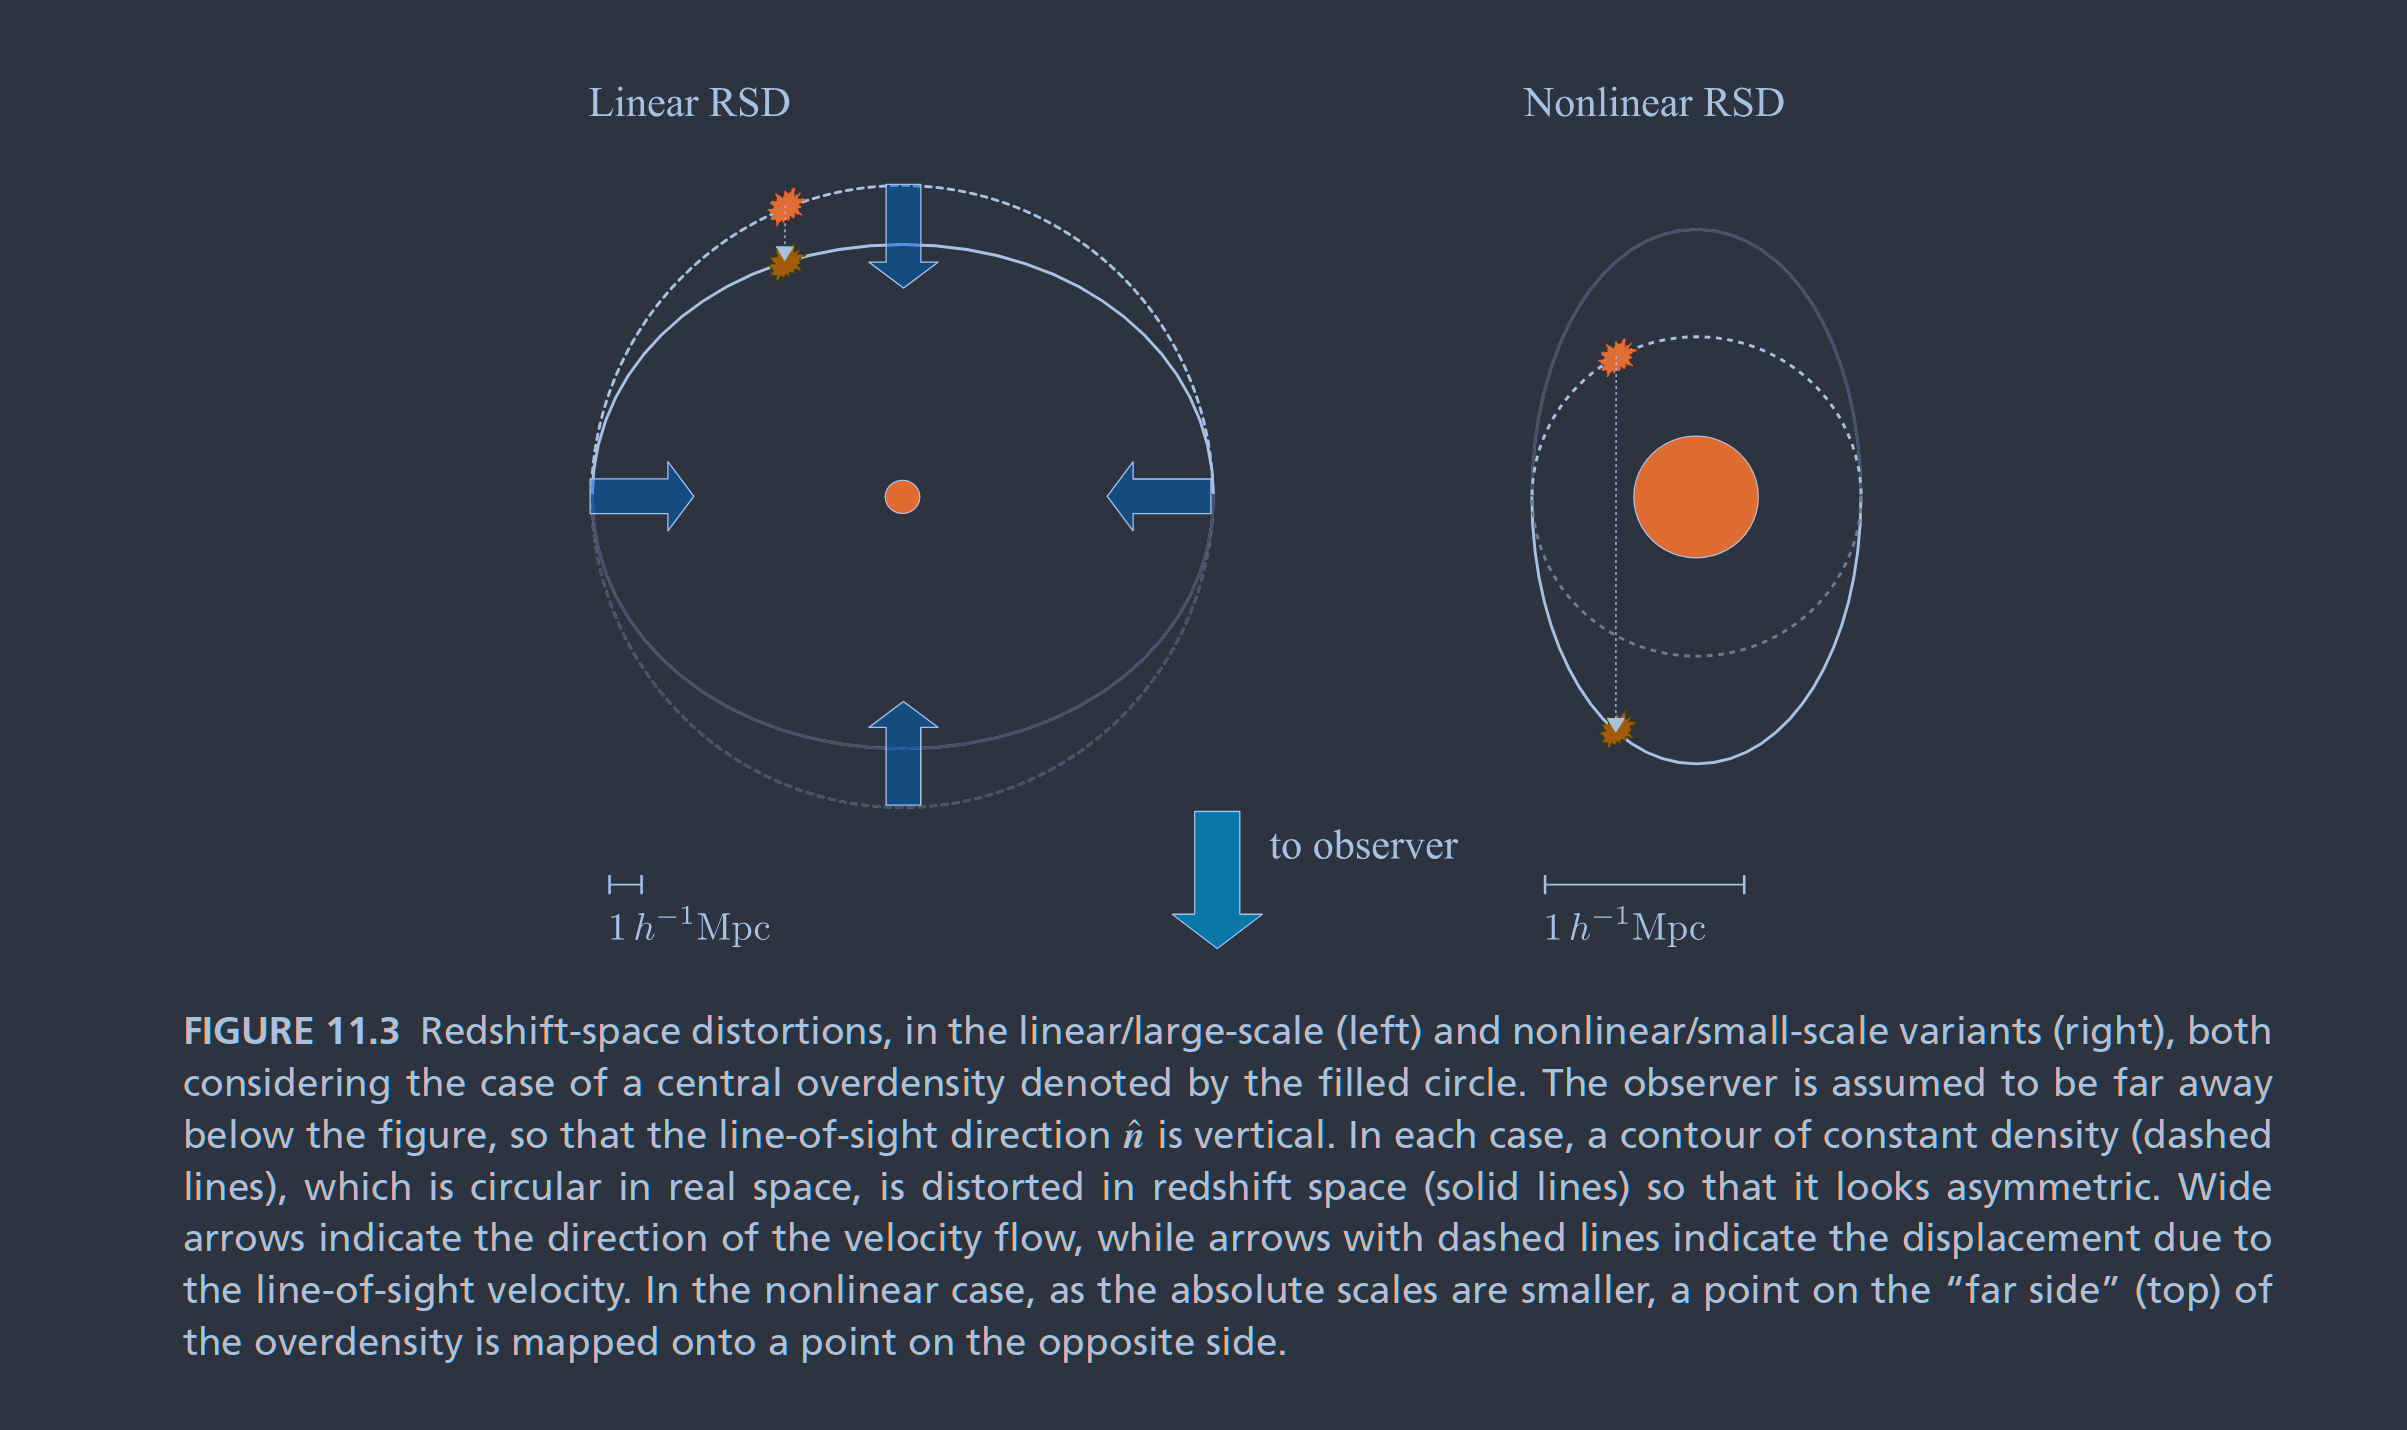 Linear RSD
Nonlinear RSD
to observer
1 h⁻¹Mpc
1 h⁻¹Mpc
FIGURE 11.3 Redshift-space distortions, in the linear/large-scale (left) and nonlinear/small-scale variants (right), both
considering the case of a central overdensity denoted by the filled circle. The observer is assumed to be far away
below the figure, so that the line-of-sight direction n̂ is vertical. In each case, a contour of constant density (dashed
lines), which is circular in real space, is distorted in redshift space (solid lines) so that it looks asymmetric. Wide
arrows indicate the direction of the velocity flow, while arrows with dashed lines indicate the displacement due to
the line-of-sight velocity. In the nonlinear case, as the absolute scales are smaller, a point on the “far side” (top) of
the overdensity is mapped onto a point on the opposite side.